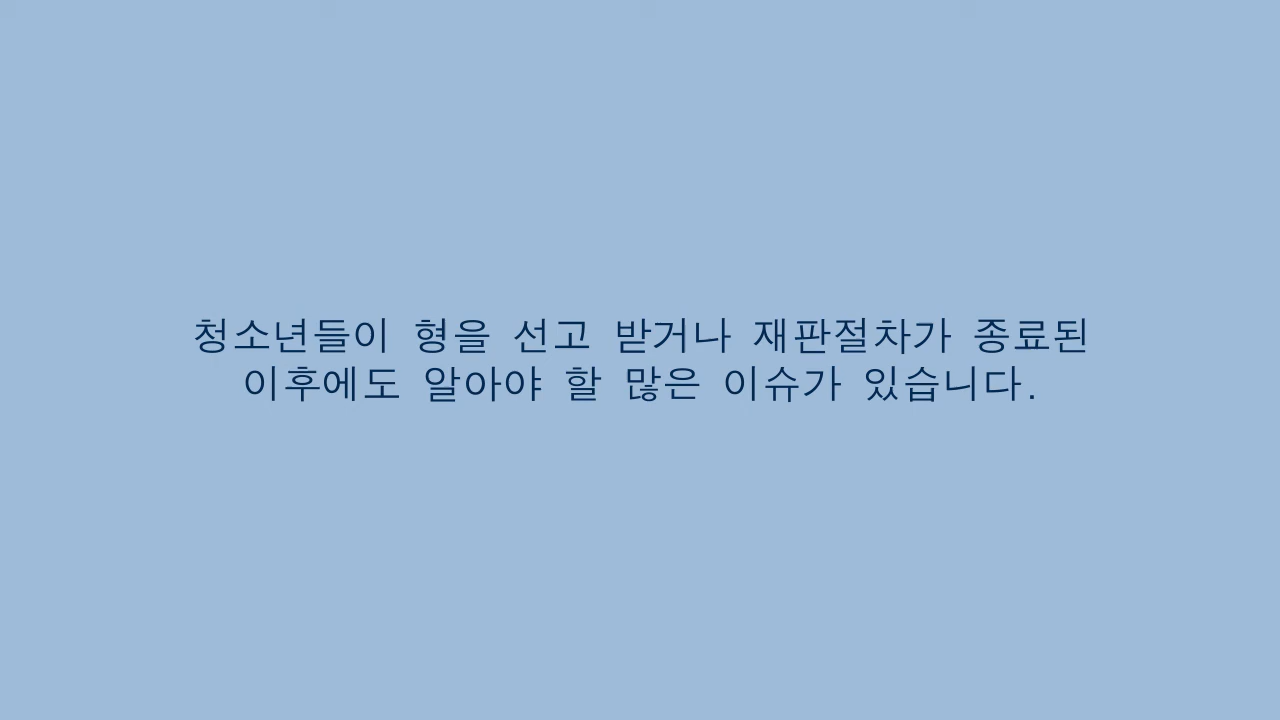 청소년들이 형을 선고 받거나 재판절차가 종료된
이후에도 알아야 할 많은 이슈가 있습니다.